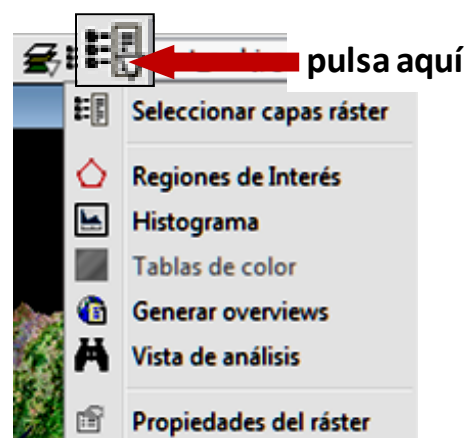 pulsa aquí
Seleccionar capas ráster
Regiones de Interés
Histograma
Tablas de color
Generar overviews
Vista de análisis
Propiedades del ráster